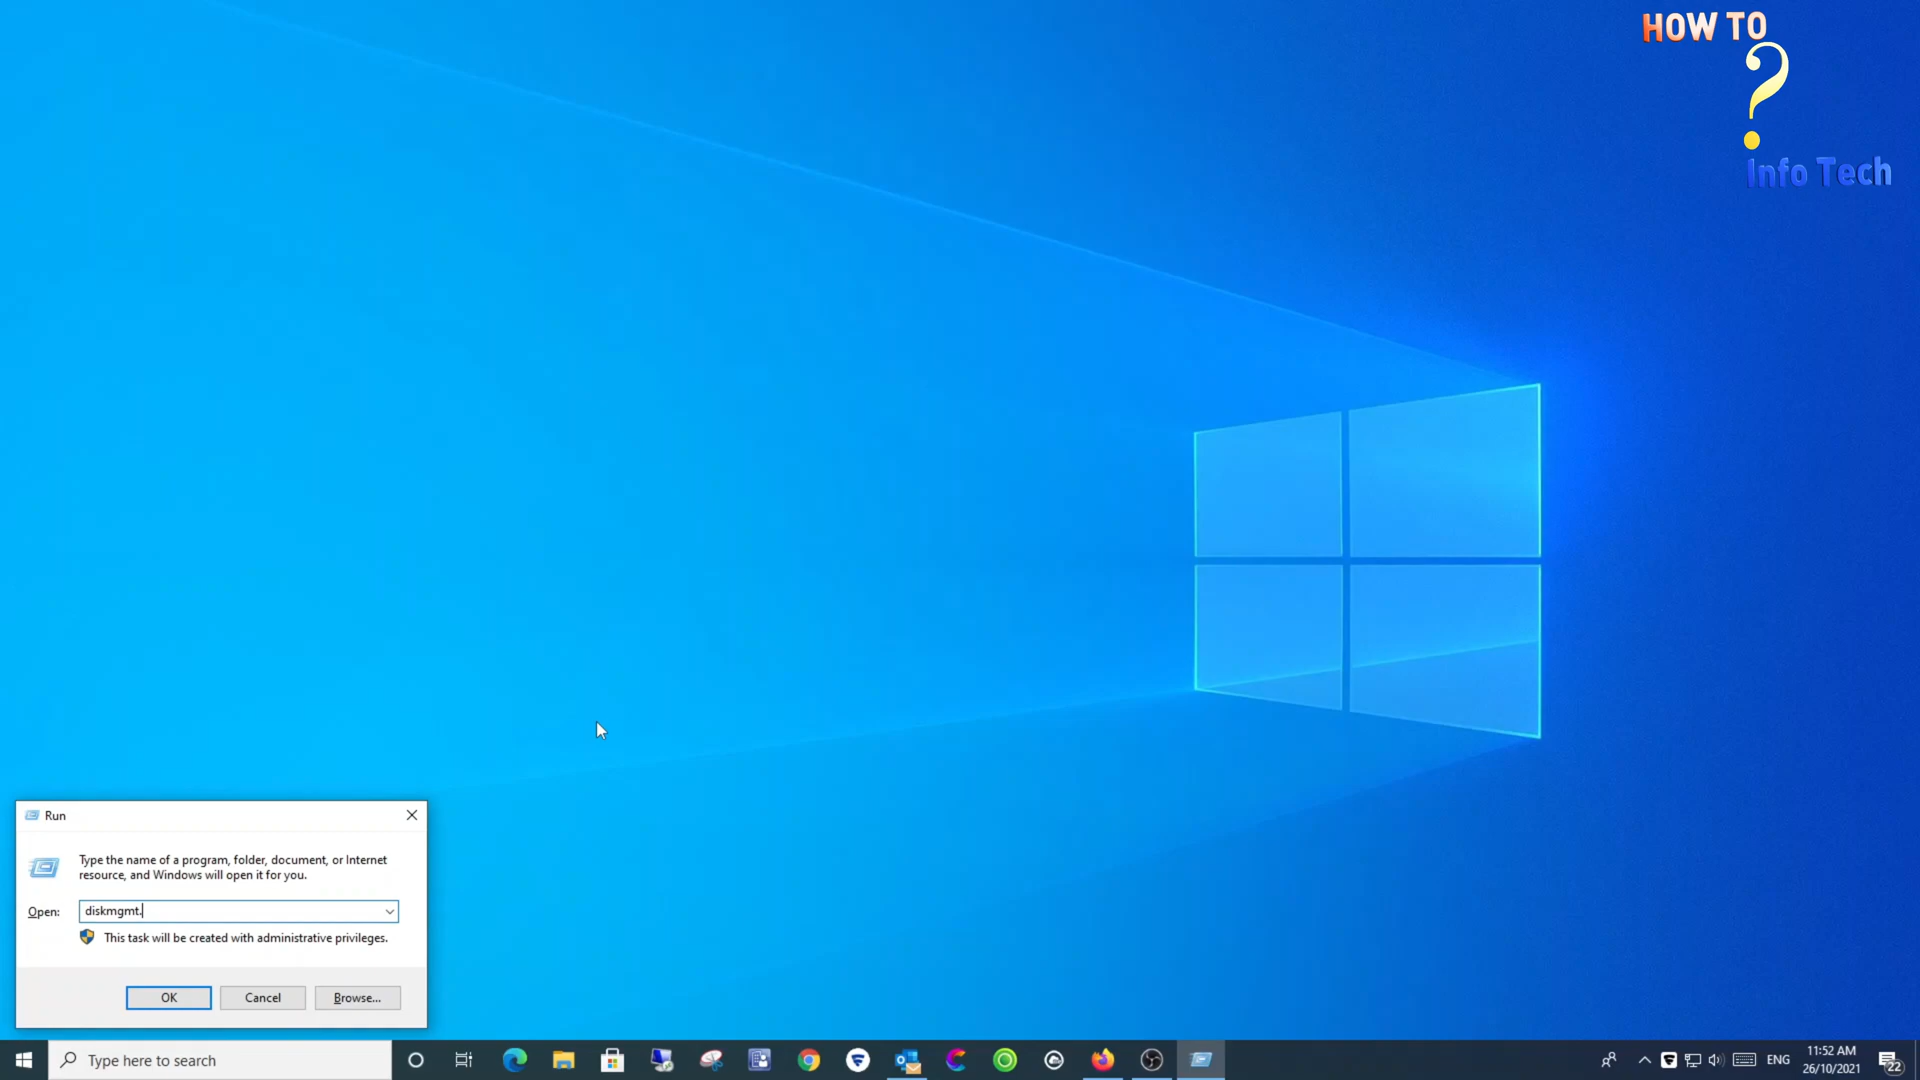 HOW TO
?
Info Tech
Run
Type the name of a program, folder, document, or Internet
resource, and Windows will open it for you.
Open:
diskmgmt.
This task will be created with administrative privileges.
OK
Cancel
Browse...
Type here to search
ENG
11:52 AM
26/10/2021
22